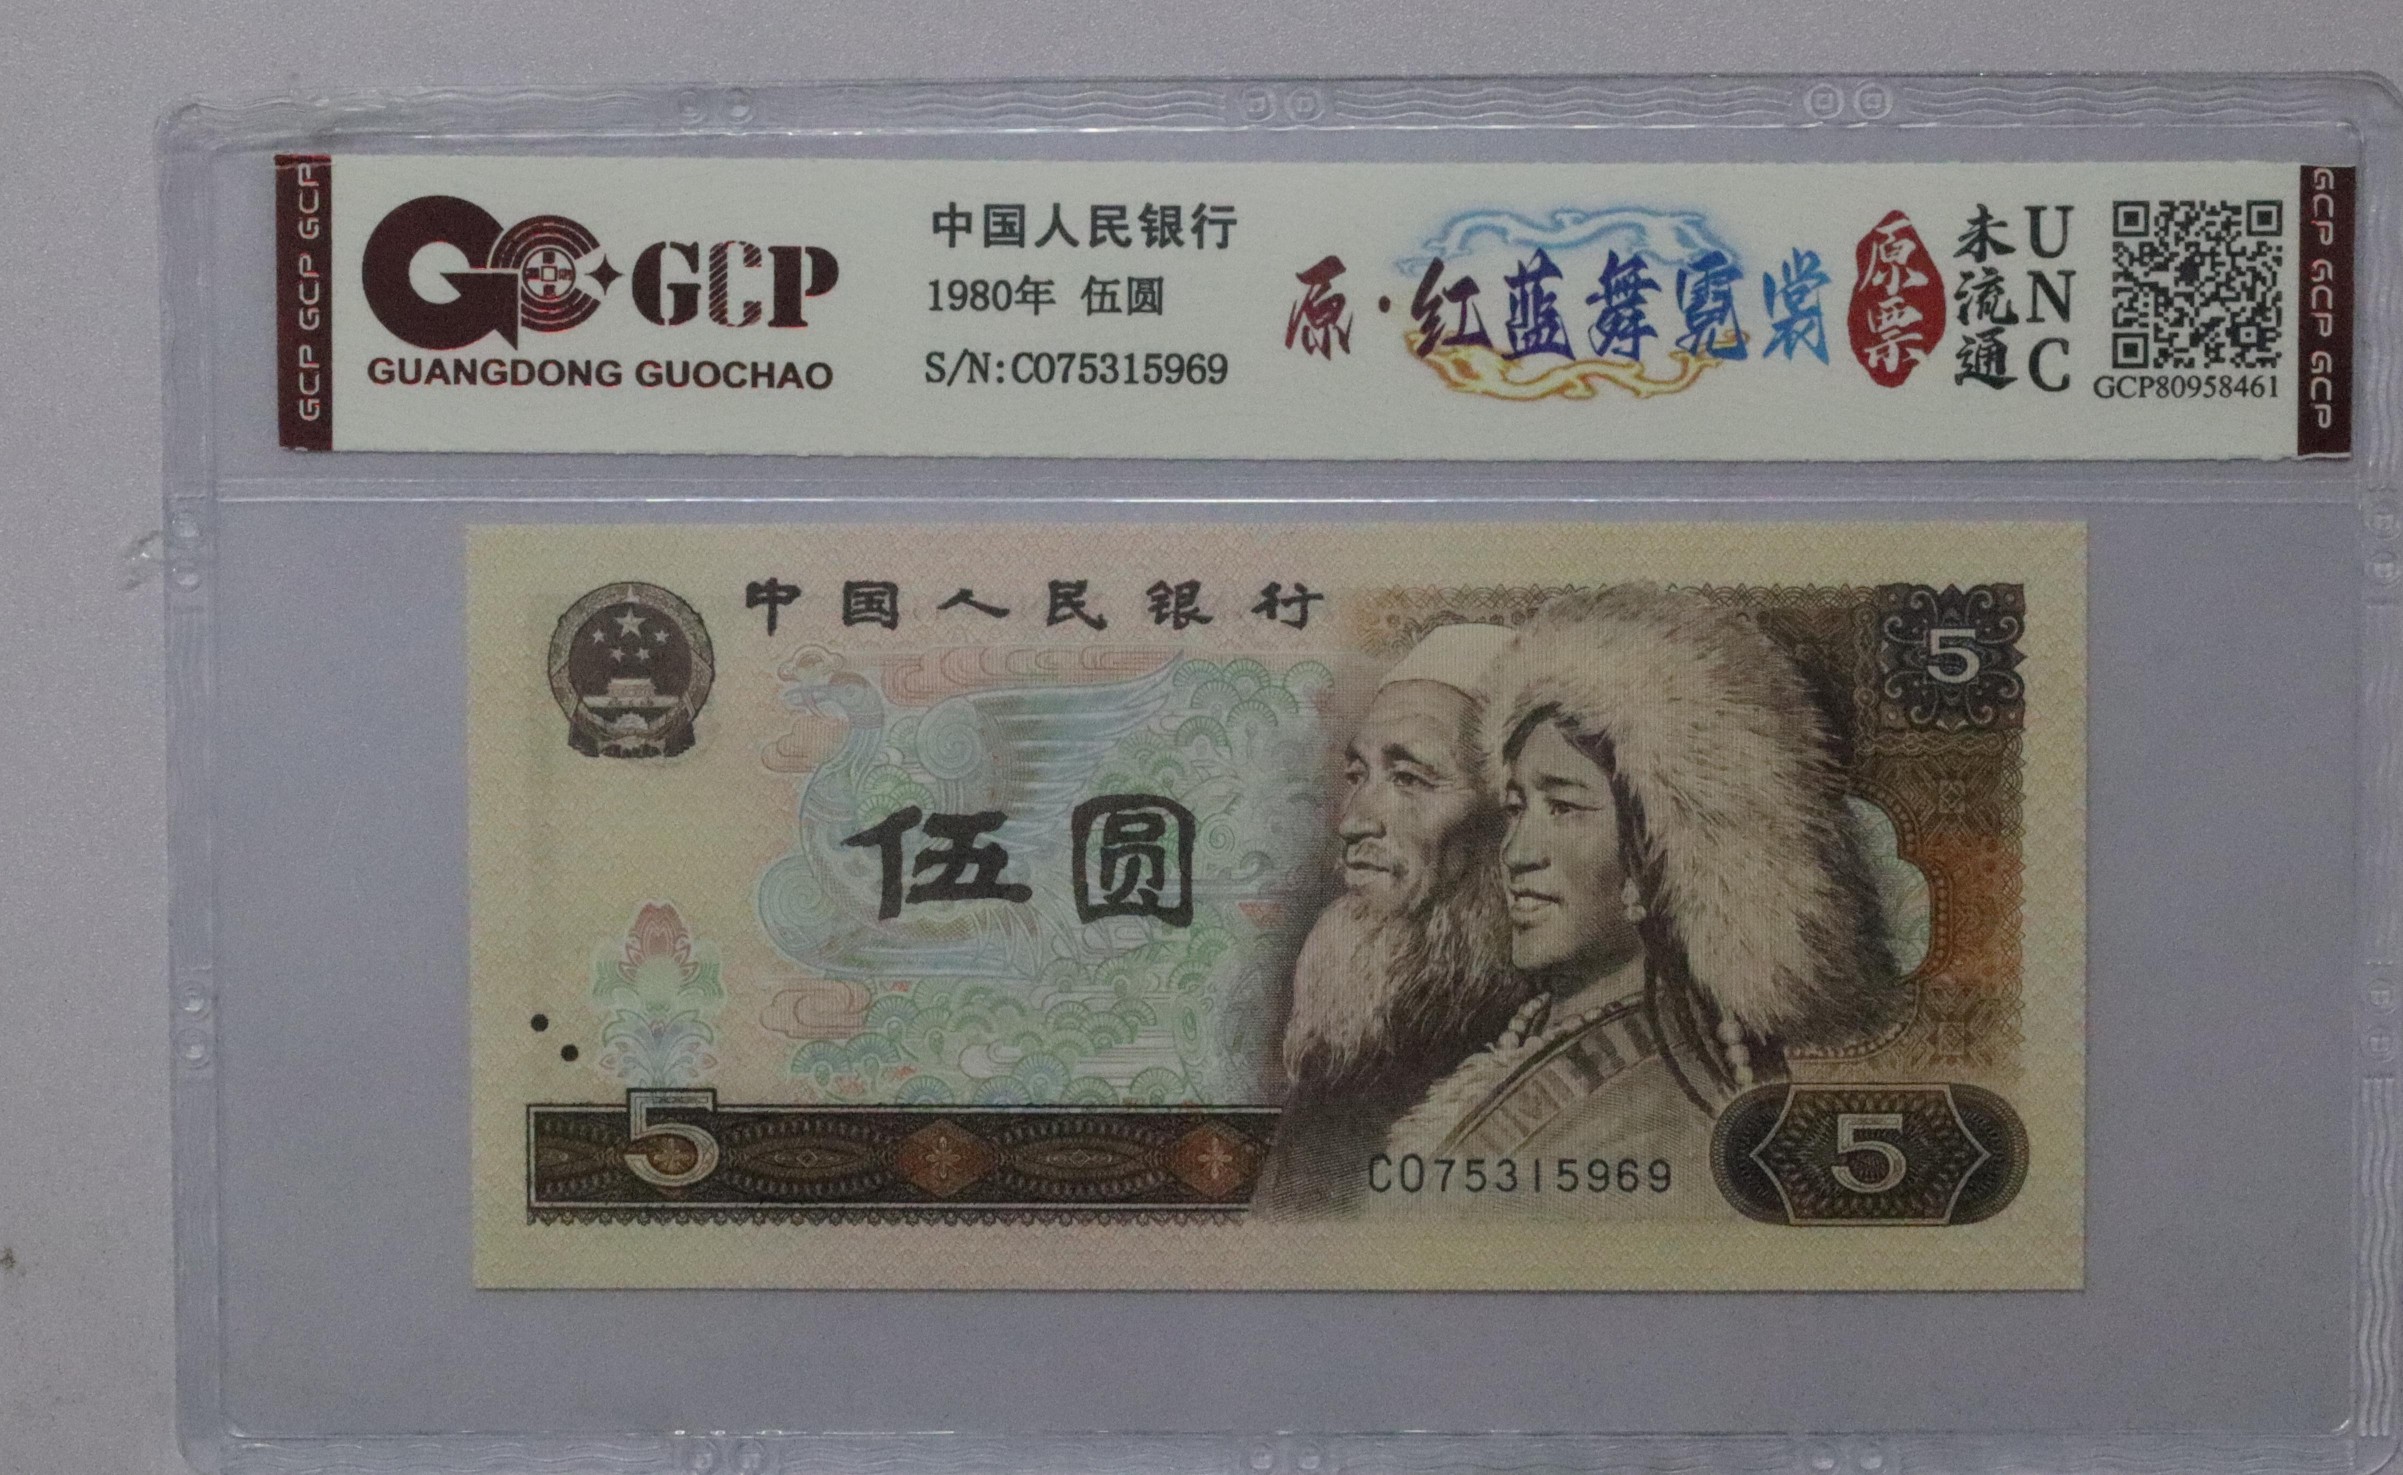 GCP GCP GCP
GCP
GUANGDONG GUOCHAO
中国人民银行
1980年 伍圆
S/N:CO75315969
原·红蓝舞霓裳
原票
未流通
UNC
GCP80958461
GCP GCP GCP
中国人民银行
5
伍圆
5
CO75315969
5